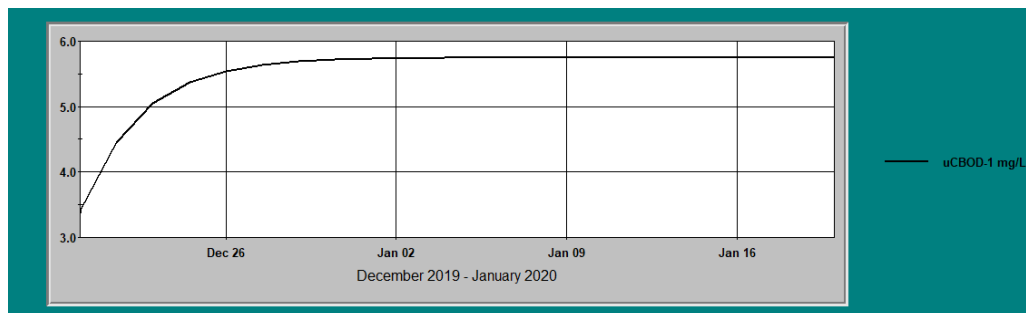 6.0
5.0
4.0
3.0
Dec 26 Jan 02 Jan 09 Jan 16
December 2019 - January 2020
uCBOD-1 mg/L